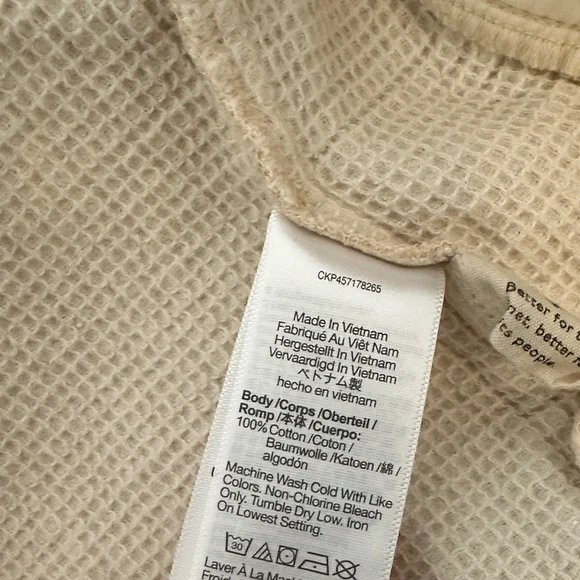 CKP457178265
Made In Vietnam
Fabriqué Au Viêt Nam
Hergestellt In Vietnam
Vervaardigd In Vietnam
ベトナム製
hecho en vietnam
Body /Corps /Oberteil /
Romp /本体 /Cuerpo:
100% Cotton /Coton /
Baumwolle /Katoen /綿 /
algodón
Machine Wash Cold With Like
Colors. Non-Chlorine Bleach
Only. Tumble Dry Low. Iron
On Lowest Setting.
30
Laver À La
Better for
net, better
people